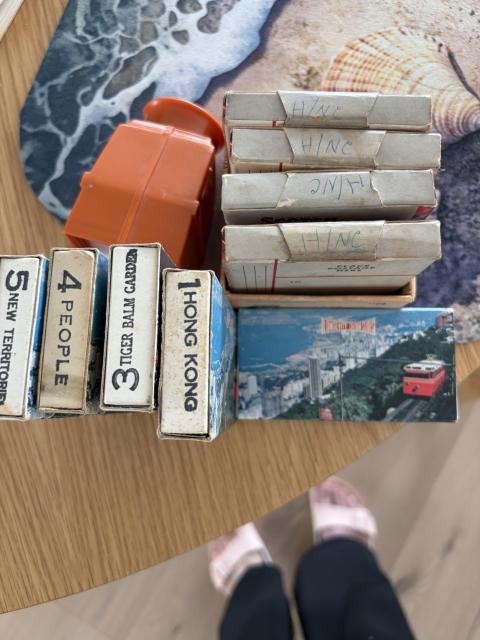 H/NC
H/NC
H/NC
H/NC
5 NEW TERRITORIES
4 PEOPLE
3 TIGER BALM GARDEN
1 HONG KONG